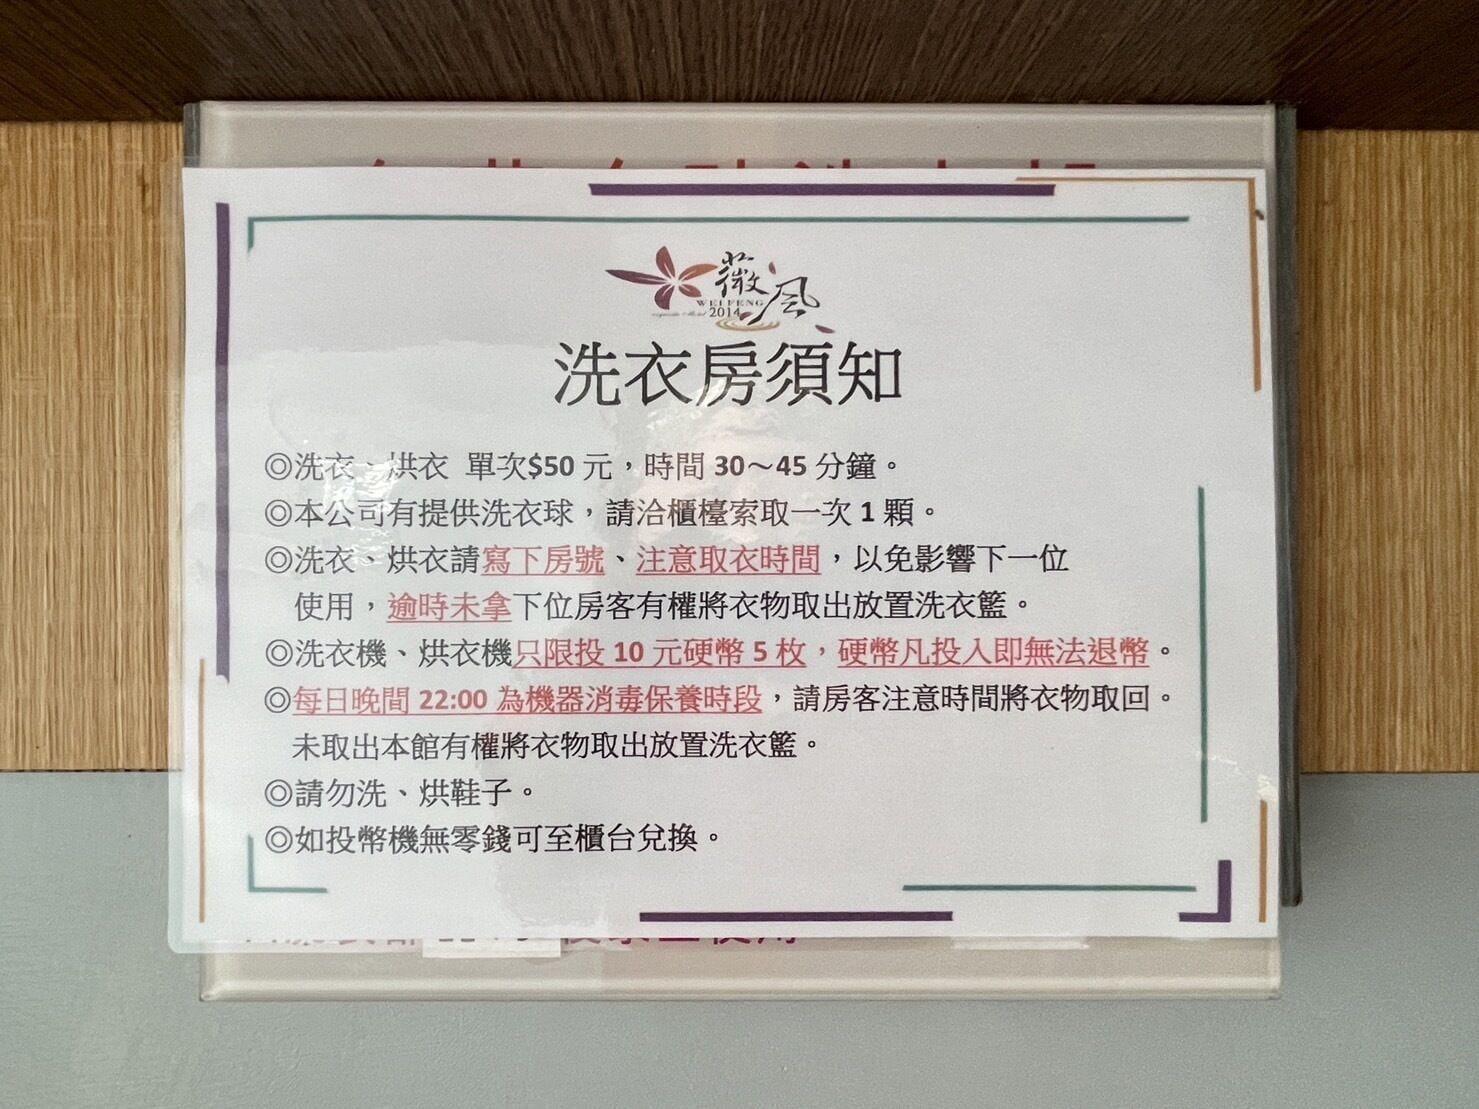 薇風
WEI FENG
2014
洗衣房須知
◎洗衣、烘衣 單次$50 元，時間 30～45 分鐘。
◎本公司有提供洗衣球，請洽櫃檯索取一次 1 顆。
◎洗衣、烘衣請寫下房號、注意取衣時間，以免影響下一位
使用，逾時未拿下位房客有權將衣物取出放置洗衣籃。
◎洗衣機、烘衣機只限投 10 元硬幣 5 枚，硬幣凡投入即無法退幣。
◎每日晚間 22:00 為機器消毒保養時段，請房客注意時間將衣物取回。
未取出本館有權將衣物取出放置洗衣籃。
◎請勿洗、烘鞋子。
◎如投幣機無零錢可至櫃台兌換。